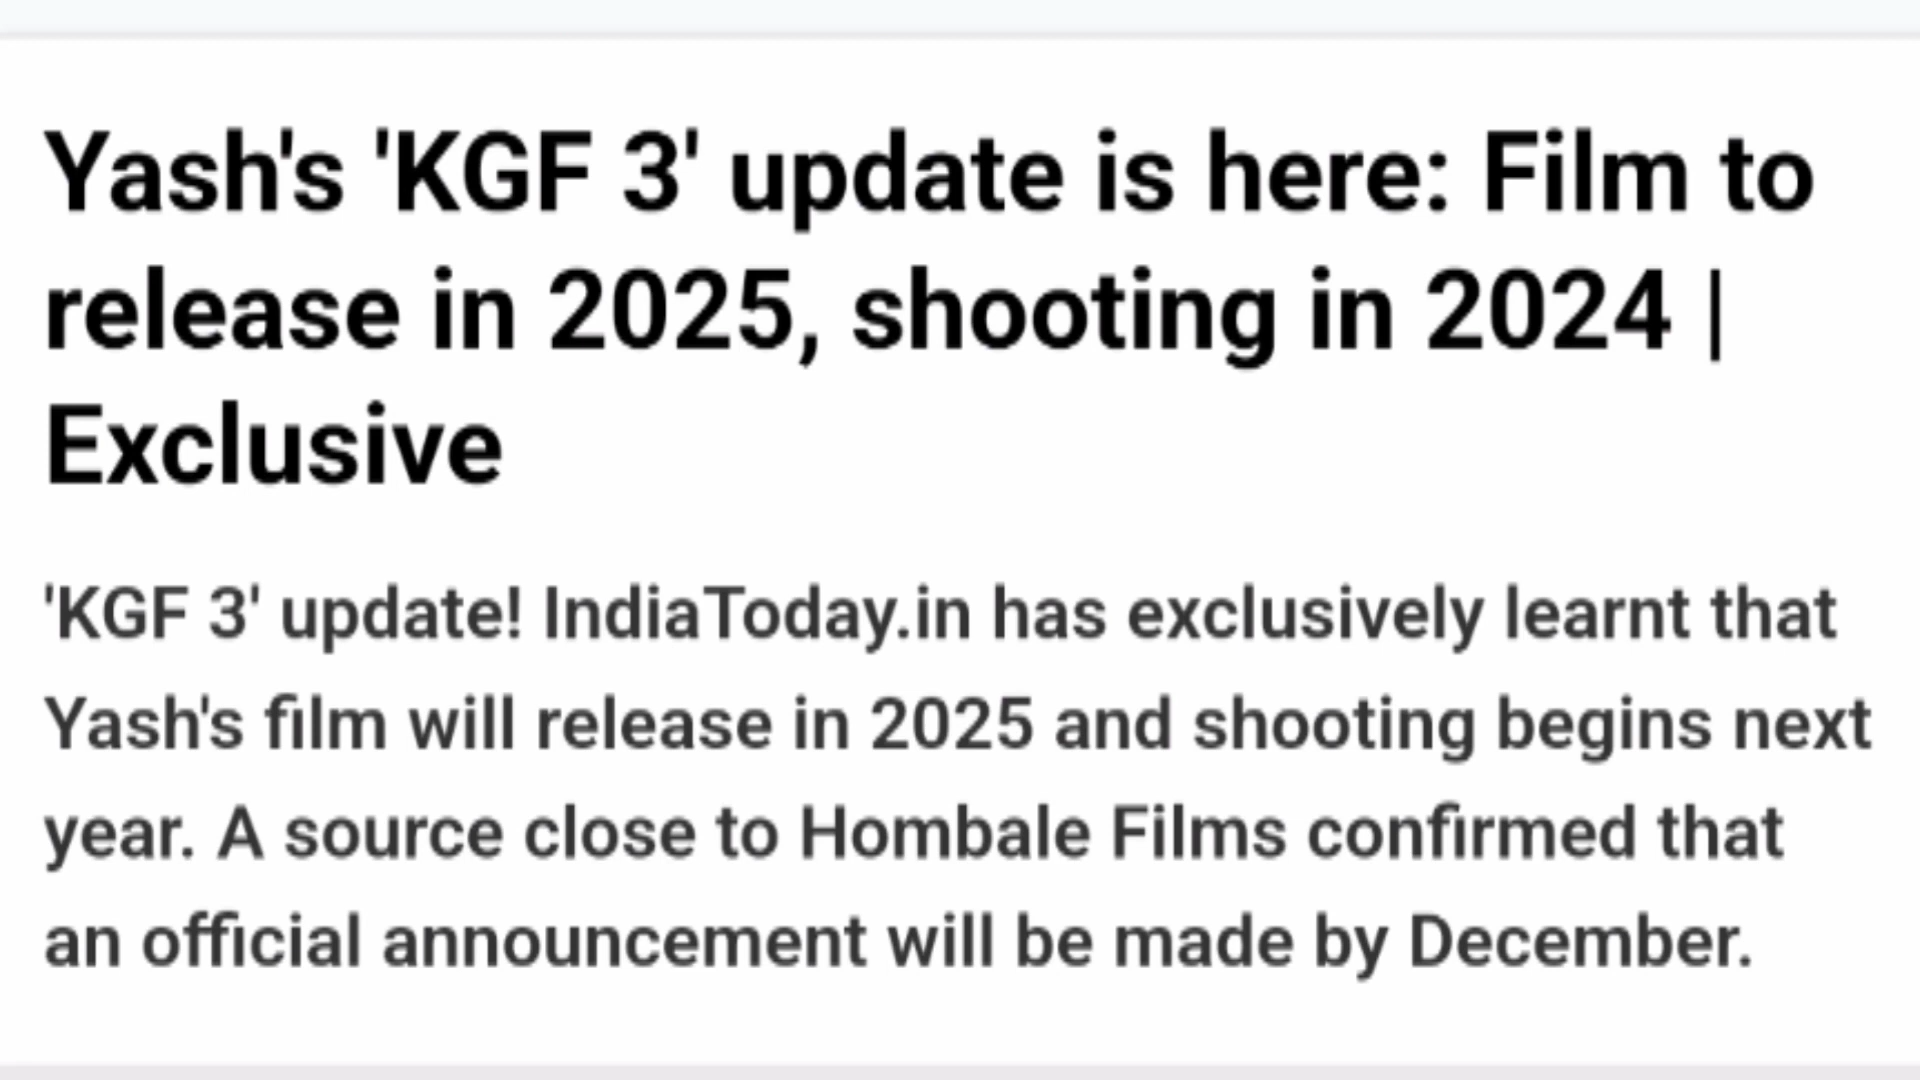 Yash's 'KGF 3' update is here: Film to
release in 2025, shooting in 2024 |
Exclusive
'KGF 3' update! IndiaToday.in has exclusively learnt that
Yash's film will release in 2025 and shooting begins next
year. A source close to Hombale Films confirmed that
an official announcement will be made by December.